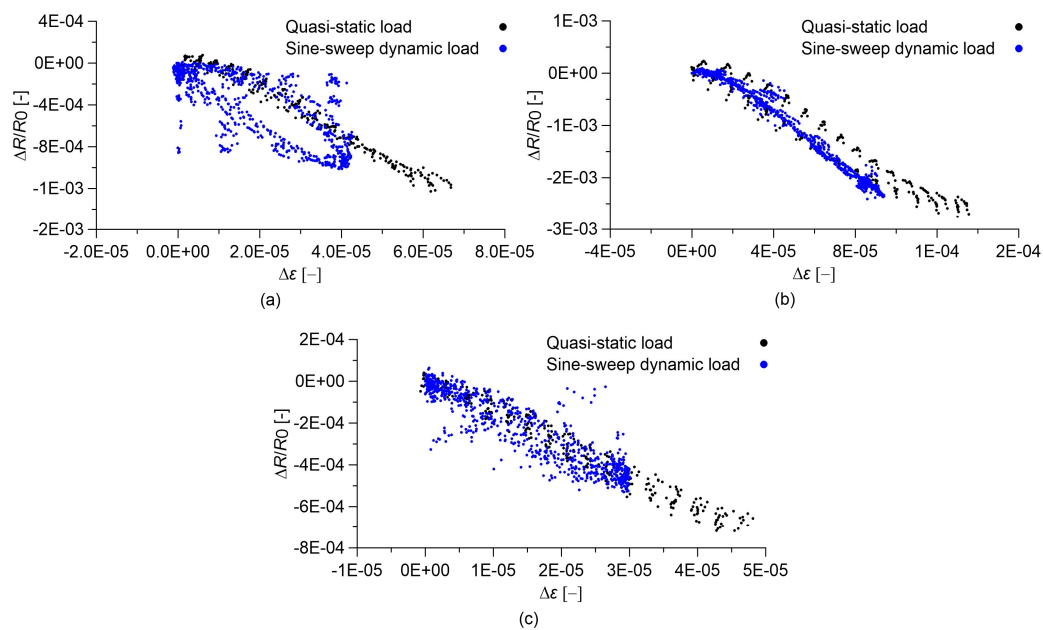 4E-04
0E+00
-4E-04
-8E-04
-1E-03
-2E-03
ΔR/R0 [-]
Quasi-static load
Sine-sweep dynamic load
-2.0E-05 0.0E+00 2.0E-05 4.0E-05 6.0E-05 8.0E-05
Δε [–]
(a)
1E-03
0E+00
-1E-03
-2E-03
-3E-03
ΔR/R0 [-]
Quasi-static load
Sine-sweep dynamic load
-4E-05 0E+00 4E-05 8E-05 1E-04 2E-04
Δε [–]
(b)
2E-04
0E+00
-2E-04
-4E-04
-6E-04
-8E-04
ΔR/R0 [-]
Quasi-static load
Sine-sweep dynamic load
-1E-05 0E+00 1E-05 2E-05 3E-05 4E-05 5E-05
Δε [–]
(c)